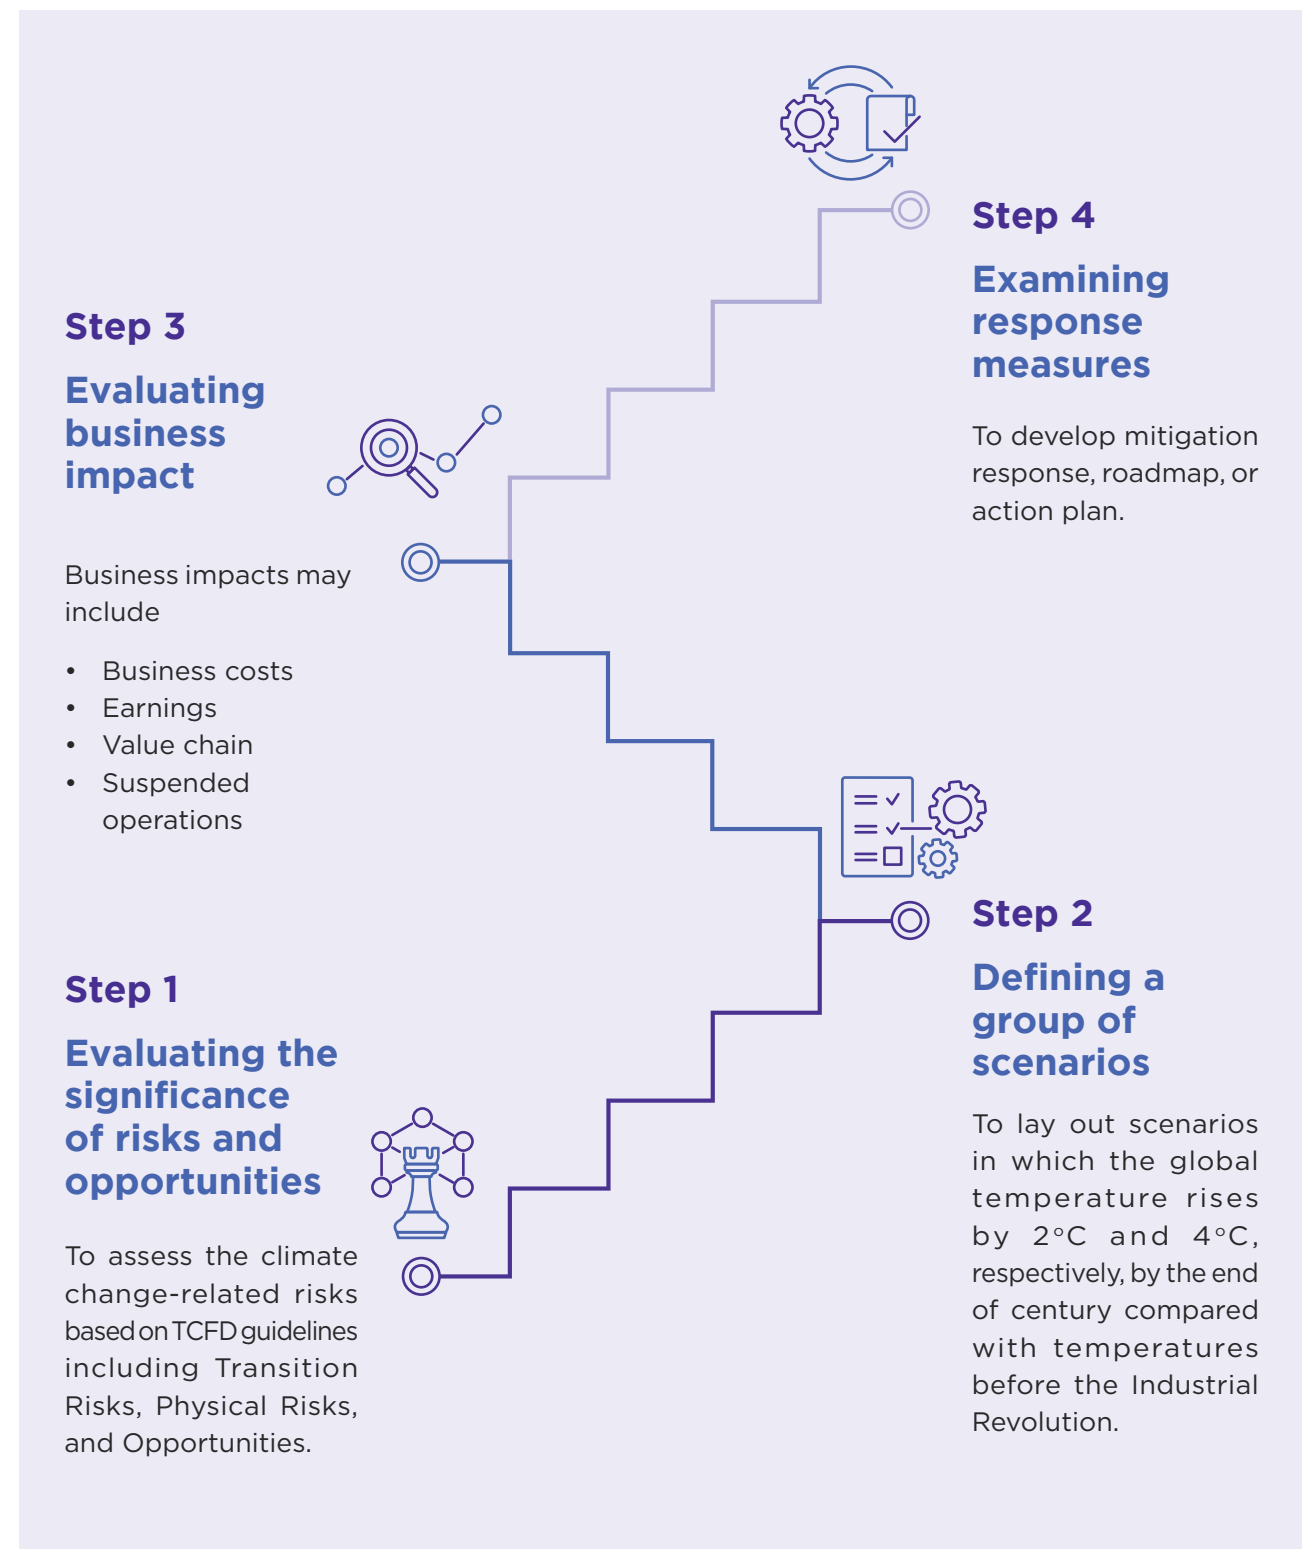 Step 4
Examining
response
measures
To develop mitigation
response, roadmap, or
action plan.
Step 3
Evaluating
business
impact
Business impacts may
include
• Business costs
• Earnings
• Value chain
• Suspended
operations
Step 2
Defining a
group of
scenarios
To lay out scenarios
in which the global
temperature rises
by 2°C and 4°C,
respectively, by the end
of century compared
with temperatures
before the Industrial
Revolution.
Step 1
Evaluating the
significance
of risks and
opportunities
To assess the climate
change-related risks
based on TCFD guidelines
including Transition
Risks, Physical Risks,
and Opportunities.